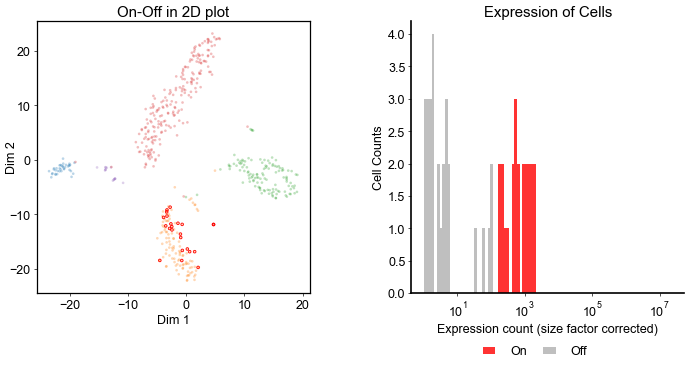 On-Off in 2D plot
Dim 2
20
10
0
−10
−20
−20 −10 0 10 20
Dim 1
Expression of Cells
Cell Counts
4.0
3.5
3.0
2.5
2.0
1.5
1.0
0.5
0.0
10^1 10^3 10^5 10^7
Expression count (size factor corrected)
On Off